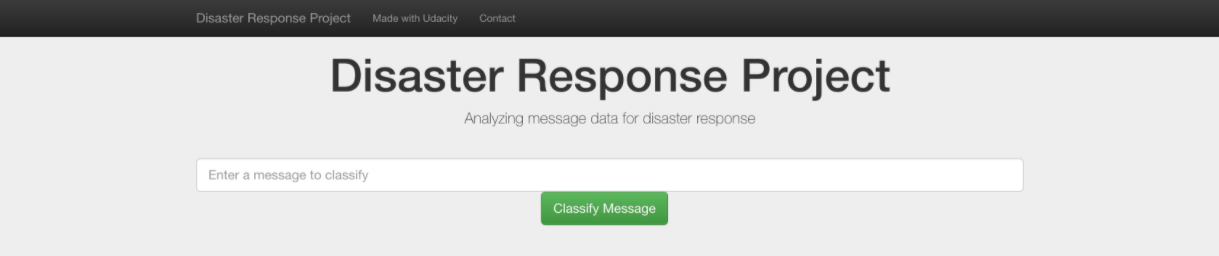 Disaster Response Project Made with Udacity Contact
Disaster Response Project
Analyzing message data for disaster response
Enter a message to classify
Classify Message